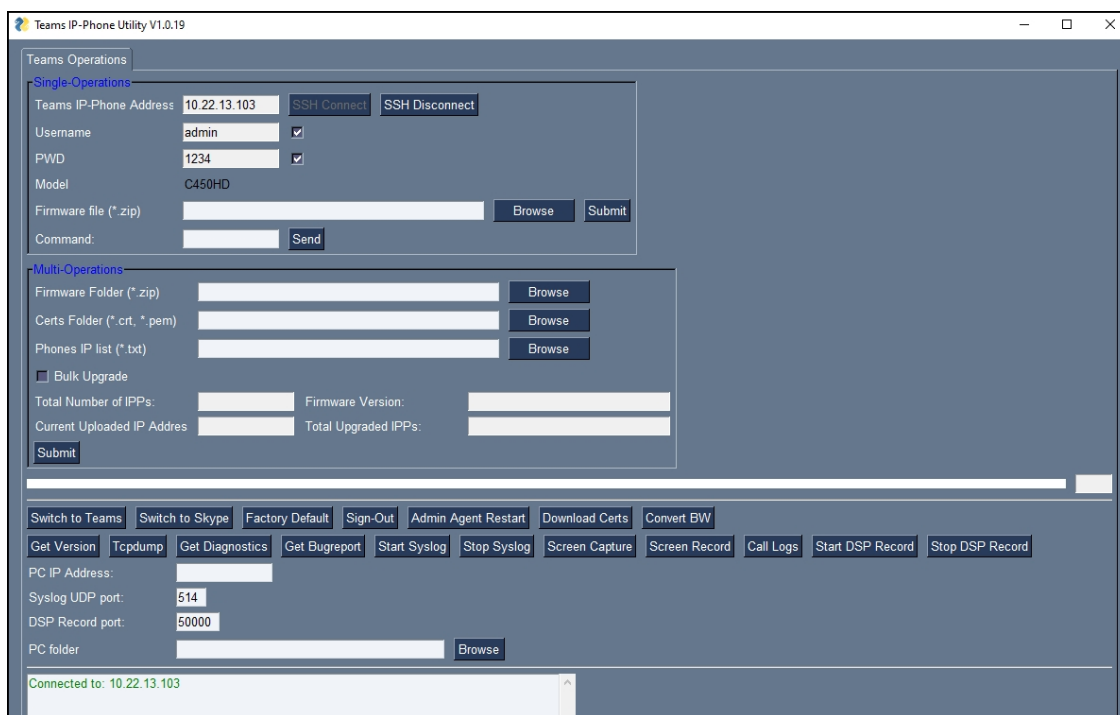 Teams IP-Phone Utility V1.0.19
Teams Operations
Single-Operations
Teams IP-Phone Address 10.22.13.103 SSH Connect SSH Disconnect
Username admin
PWD 1234
Model C450HD
Firmware file (*.zip) Browse Submit
Command: Send
Multi-Operations
Firmware Folder (*.zip) Browse
Certs Folder (*.crt, *.pem) Browse
Phones IP list (*.txt) Browse
Bulk Upgrade
Total Number of IPPs: Firmware Version:
Current Uploaded IP Addres Total Upgraded IPPs:
Submit
Switch to Teams Switch to Skype Factory Default Sign-Out Admin Agent Restart Download Certs Convert BW
Get Version Tcpdump Get Diagnostics Get Bugreport Start Syslog Stop Syslog Screen Capture Screen Record Call Logs Start DSP Record Stop DSP Record
PC IP Address:
Syslog UDP port: 514
DSP Record port: 50000
PC folder Browse
Connected to: 10.22.13.103